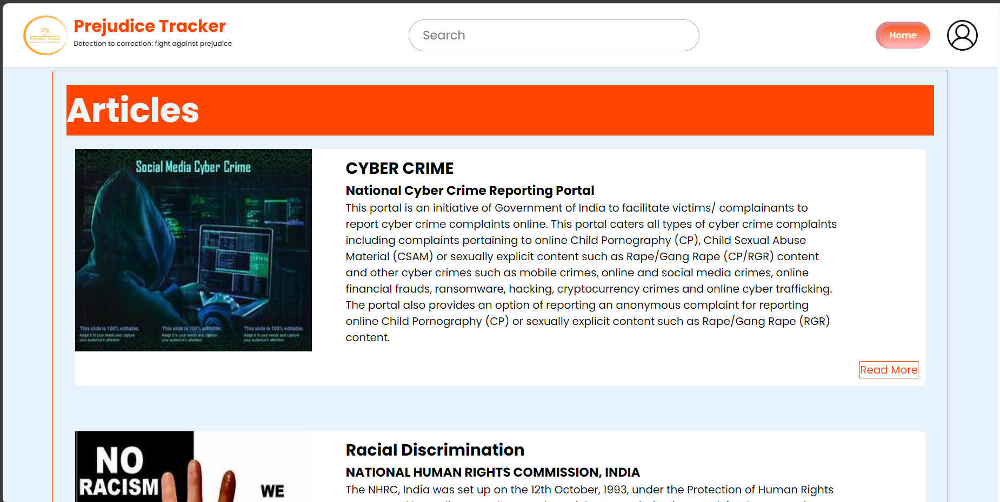 Prejudice Tracker
Detection to correction: fight against prejudice
Prejudice Tracker
Search
Home
Articles
Social Media Cyber Crime
This slide is 100% editable.
Adapt it to your needs and capture
your audience's attention.
This slide is 100% editable.
Adapt it to your needs and capture
your audience's attention.
This slide is 100% editable.
Adapt it to your needs and capture
your audience's attention.
CYBER CRIME
National Cyber Crime Reporting Portal
This portal is an initiative of Government of India to facilitate victims/ complainants to
report cyber crime complaints online. This portal caters all types of cyber crime complaints
including complaints pertaining to online Child Pornography (CP), Child Sexual Abuse
Material (CSAM) or sexually explicit content such as Rape/Gang Rape (CP/RGR) content
and other cyber crimes such as mobile crimes, online and social media crimes, online
financial frauds, ransomware, hacking, cryptocurrency crimes and online cyber trafficking.
The portal also provides an option of reporting an anonymous complaint for reporting
online Child Pornography (CP) or sexually explicit content such as Rape/Gang Rape (RGR)
content.
Read More
NO
RACISM
WE
Racial Discrimination
NATIONAL HUMAN RIGHTS COMMISSION, INDIA
The NHRC, India was set up on the 12th October, 1993, under the Protection of Human Rights